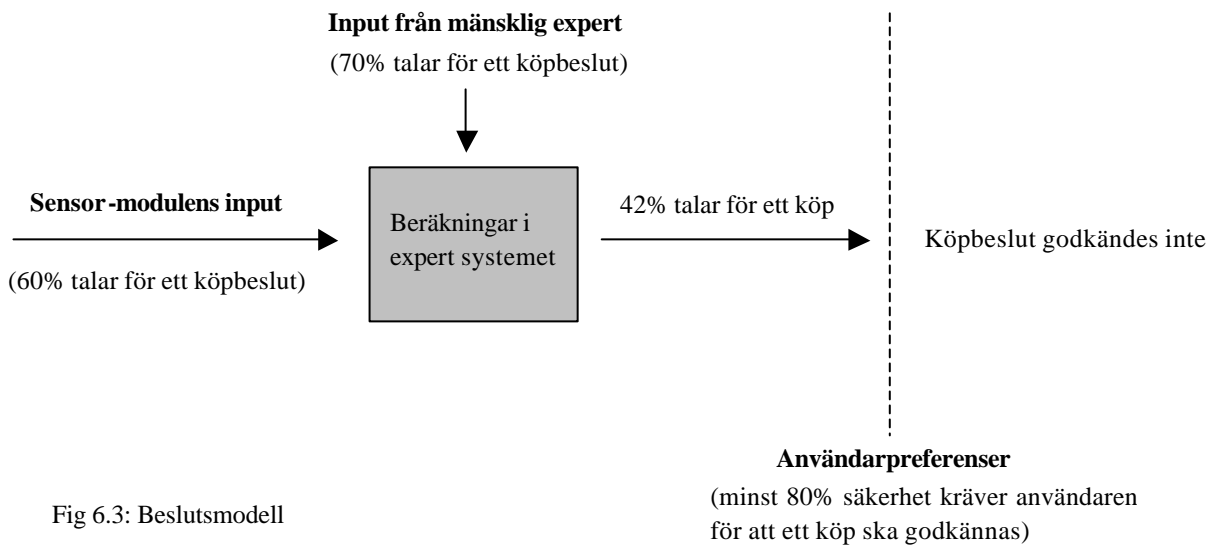 Input från mänsklig expert
(70% talar för ett köpbeslut)
Sensor-modulens input
(60% talar för ett köpbeslut)
Beräkningar i
expert systemet
42% talar för ett köp
Köpbeslut godkändes inte
Användarpreferenser
(minst 80% säkerhet kräver användaren
för att ett köp ska godkännas)
Fig 6.3: Beslutsmodell